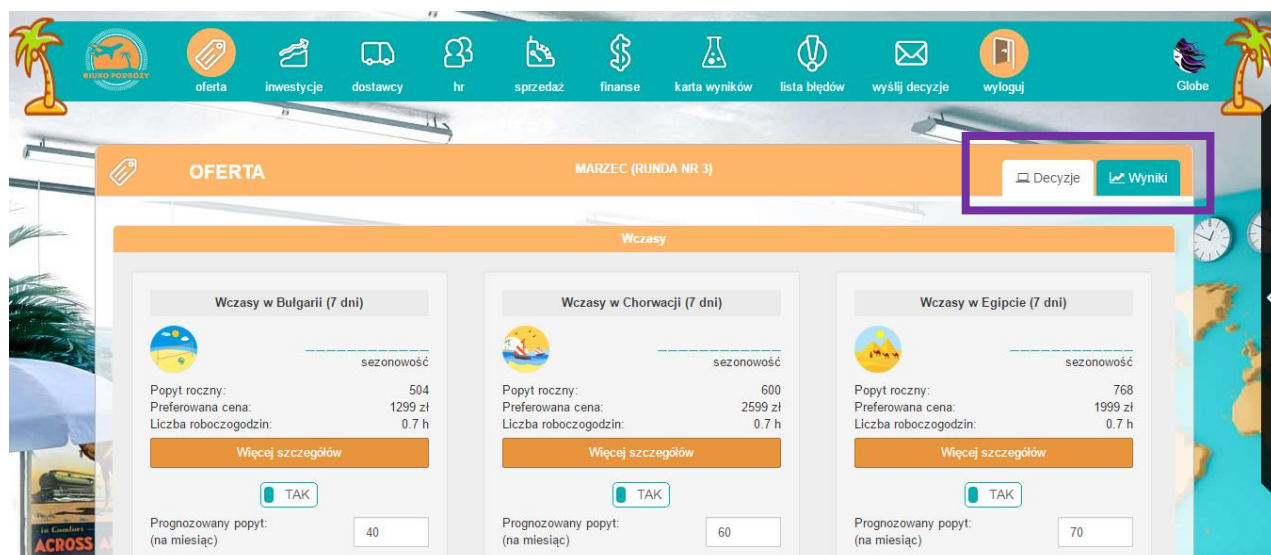 BIURO PODRÓŻY
oferta
inwestycje
dostawcy
hr
sprzedaż
finanse
karta wyników
lista błędów
wyślij decyzje
wyloguj
Globe
OFERTA
MARZEC (RUNDA NR 3)
Decyzje
Wyniki
Wczasy
Wczasy w Bułgarii (7 dni)
sezonowość
Popyt roczny: 504
Preferowana cena: 1299 zł
Liczba roboczogodzin: 0.7 h
Więcej szczegółów
TAK
Prognozowany popyt:
(na miesiąc) 40
Wczasy w Chorwacji (7 dni)
sezonowość
Popyt roczny: 600
Preferowana cena: 2599 zł
Liczba roboczogodzin: 0.7 h
Więcej szczegółów
TAK
Prognozowany popyt:
(na miesiąc) 60
Wczasy w Egipcie (7 dni)
sezonowość
Popyt roczny: 768
Preferowana cena: 1999 zł
Liczba roboczogodzin: 0.7 h
Więcej szczegółów
TAK
Prognozowany popyt:
(na miesiąc) 70
in Comfort
ACROSS